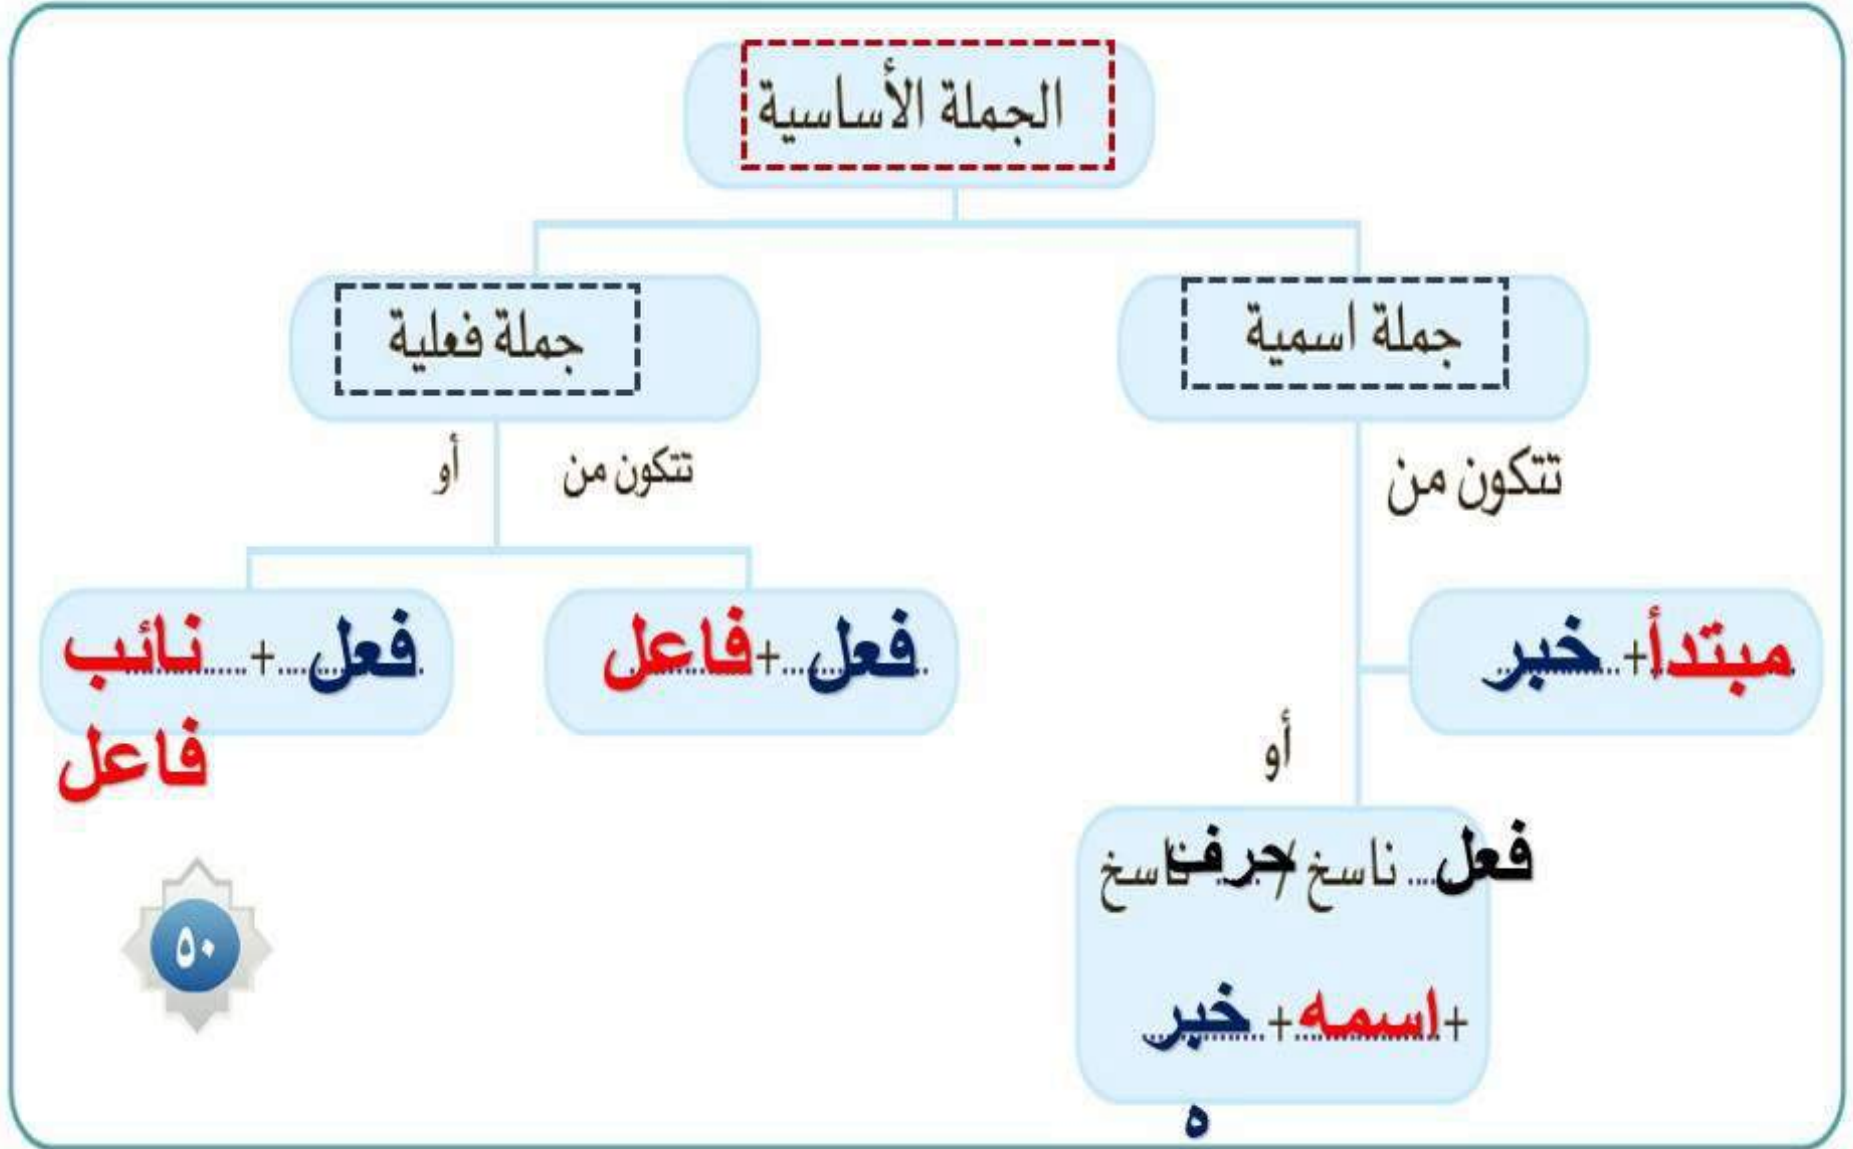 الجملة الأساسية
جملة اسمية
جملة فعلية
تتكون من
تتكون من
أو
مبتدأ + خبر
فعل + فاعل
فعل + نائب
فاعل
أو
فعل ناسخ / حرف ناسخ
+ اسمه + خبر
ه
٥٠